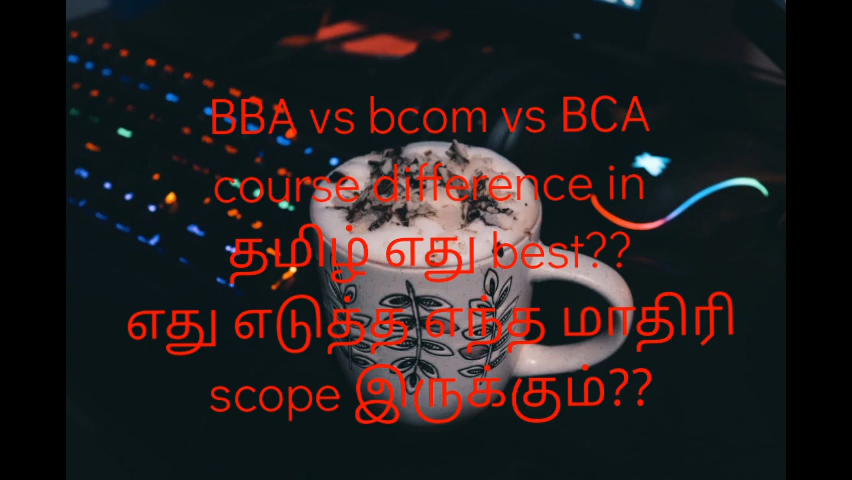 BBA vs bcom vs BCA
course difference in
தமிழ் எது best??
எது எடுத்த எந்த மாதிரி
scope இருக்கும்??